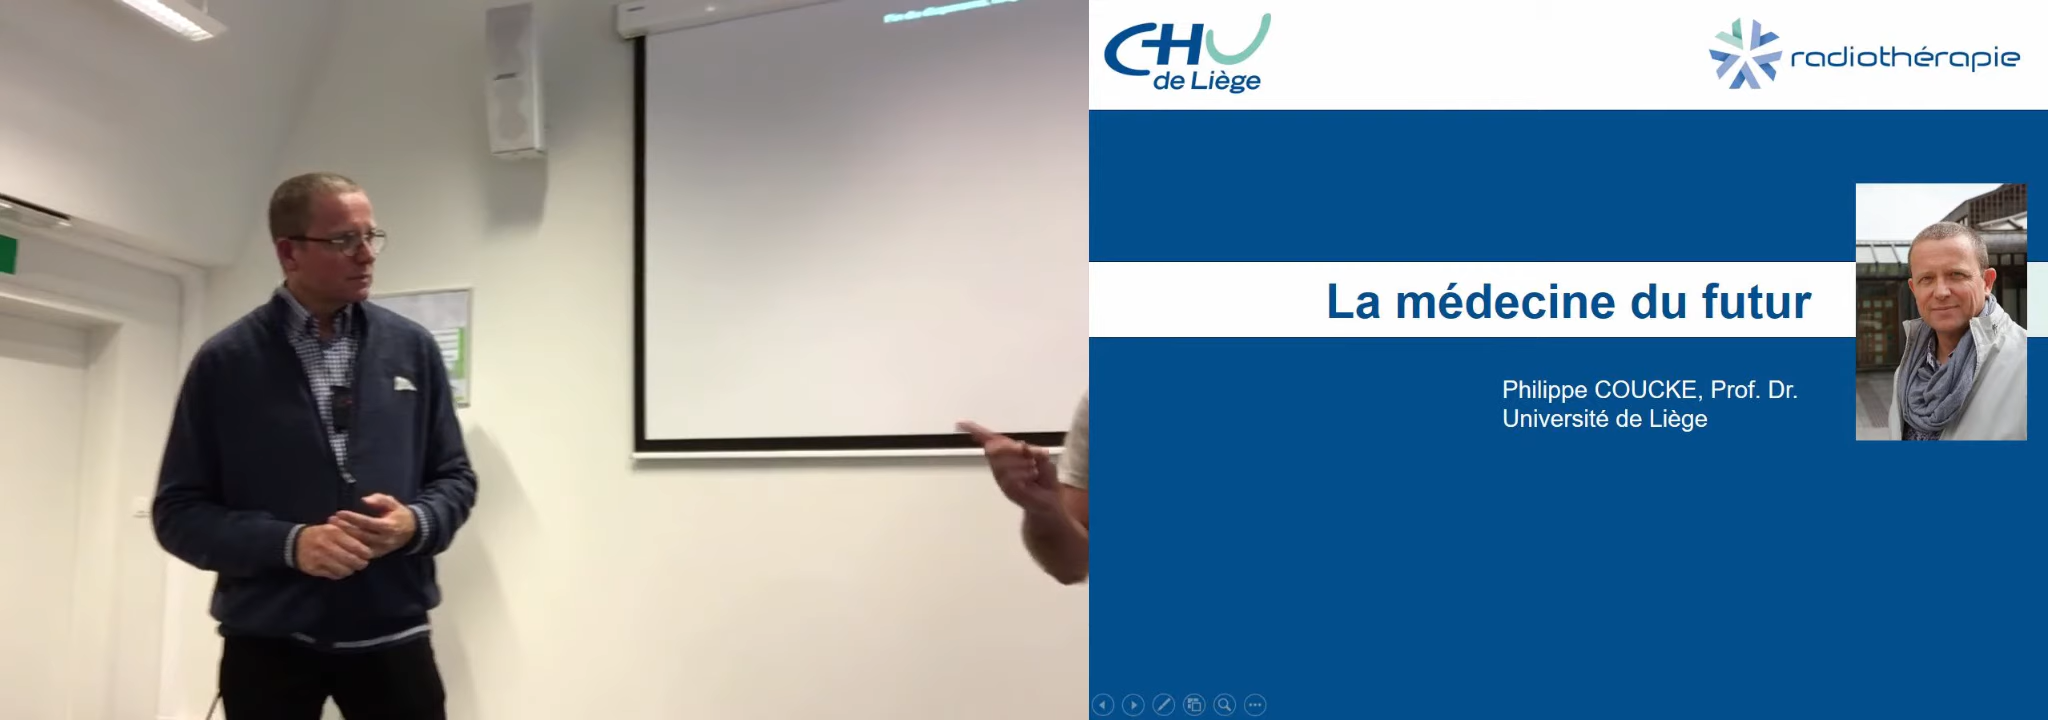 CHU
de Liège
radiothérapie
La médecine du futur
Philippe COUCKE, Prof. Dr.
Université de Liège